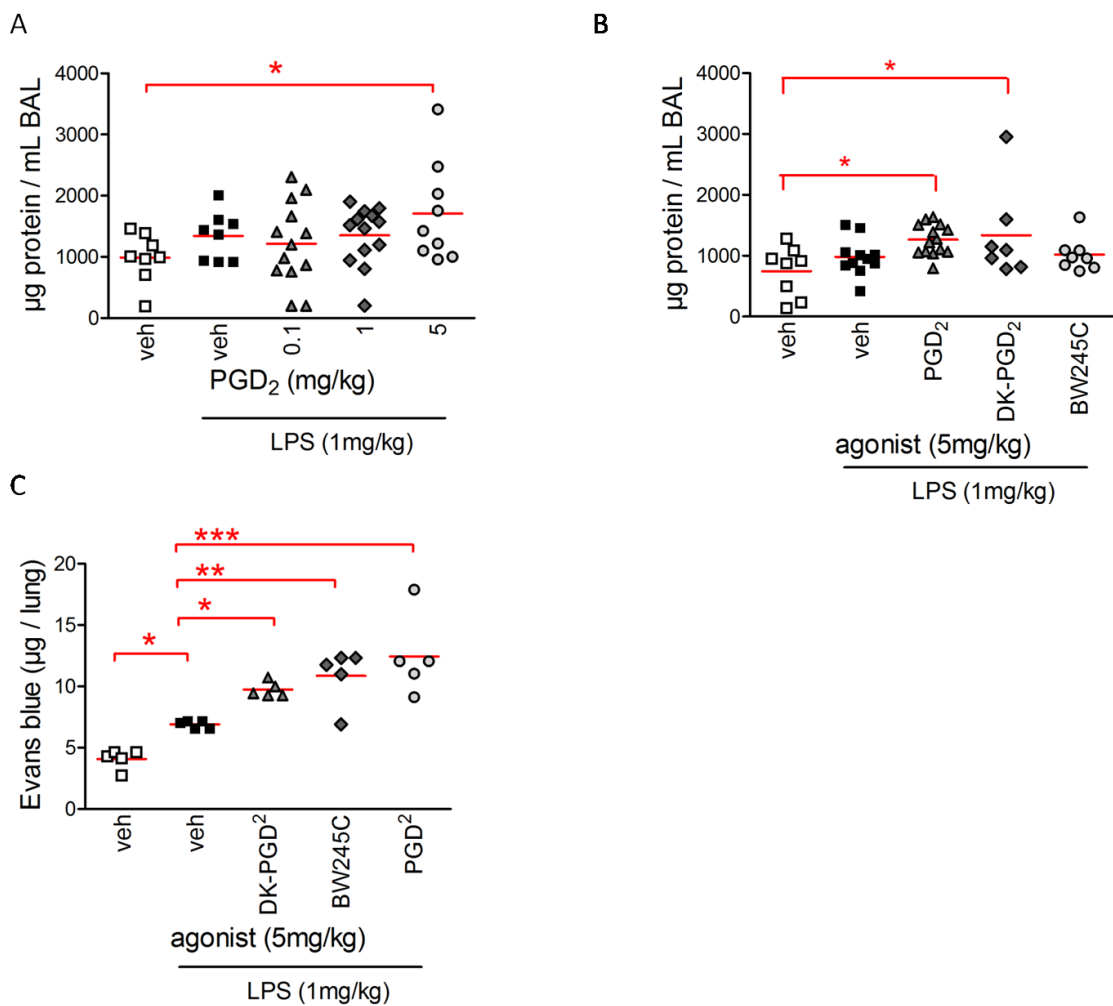 A
*
4000
3000
2000
1000
0
µg protein / mL BAL
veh
veh
0.1
1
5
PGD₂ (mg/kg)
LPS (1mg/kg)
B
*
*
4000
3000
2000
1000
0
µg protein / mL BAL
veh
veh
PGD₂
DK-PGD₂
BW245C
agonist (5mg/kg)
LPS (1mg/kg)
C
***
**
*
*
20
15
10
5
0
Evans blue (µg / lung)
veh
veh
DK-PGD²
BW245C
PGD²
agonist (5mg/kg)
LPS (1mg/kg)